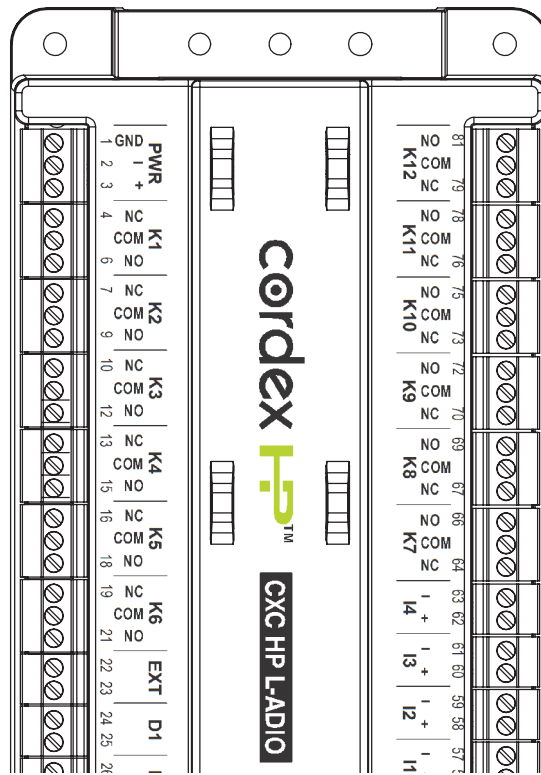 1 GND
2 –
3 +
PWR
4 NC
COM
6 NO
K1
7 NC
COM
9 NO
K2
10 NC
COM
12 NO
K3
13 NC
COM
15 NO
K4
16 NC
COM
18 NO
K5
19 NC
COM
21 NO
K6
22
23
EXT
24
25
D1
26
cordex HP™
CXC HP L-ADIO
K12
NO 81
COM
NC 79
K11
NO 78
COM
NC 76
K10
NO 75
COM
NC 73
K9
NO 72
COM
NC 70
K8
NO 69
COM
NC 67
K7
NO 66
COM
NC 64
I4
– 63
+ 62
I3
– 61
+ 60
I2
– 59
+ 58
I1
– 57
+